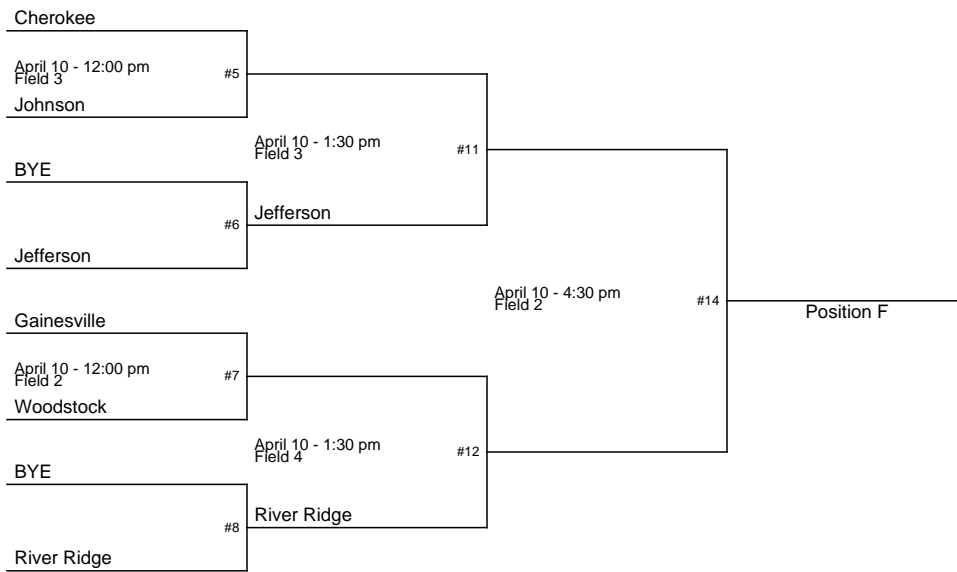 Cherokee
April 10 - 12:00 pm
Field 3
#5
Johnson
April 10 - 1:30 pm
Field 3
#11
BYE
#6
Jefferson
Jefferson
April 10 - 4:30 pm
Field 2
#14
Position F
Gainesville
April 10 - 12:00 pm
Field 2
#7
Woodstock
April 10 - 1:30 pm
Field 4
#12
BYE
#8
River Ridge
River Ridge